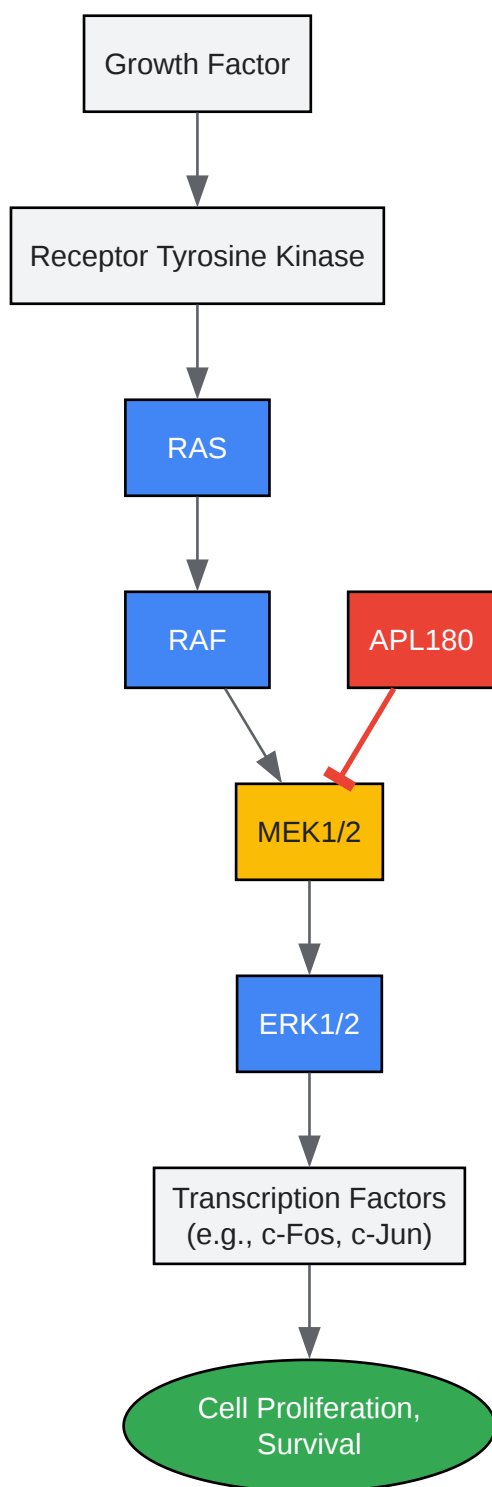 Growth Factor
Receptor Tyrosine Kinase
RAS
RAF
APL180
MEK1/2
ERK1/2
Transcription Factors
(e.g., c-Fos, c-Jun)
Cell Proliferation,
Survival